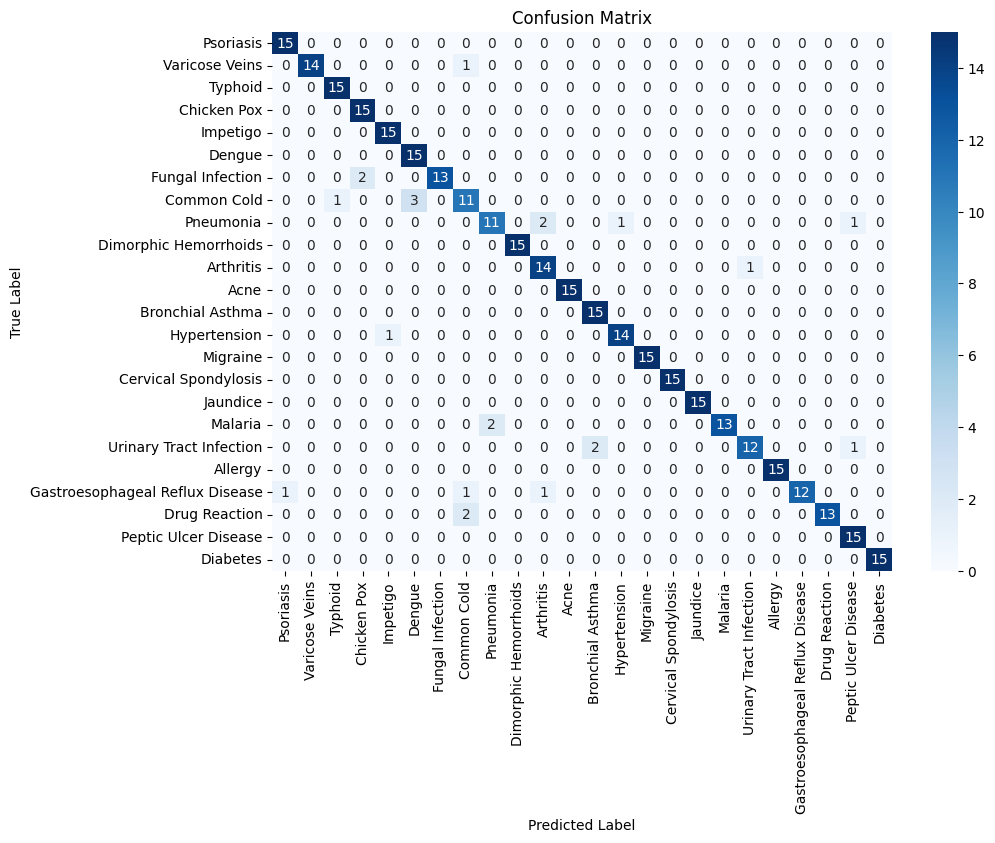 Confusion Matrix
True Label
Psoriasis 15 0 0 0 0 0 0 0 0 0 0 0 0 0 0 0 0 0 0 0 0 0 0 0
Varicose Veins 0 14 0 0 0 0 0 1 0 0 0 0 0 0 0 0 0 0 0 0 0 0 0 0
Typhoid 0 0 15 0 0 0 0 0 0 0 0 0 0 0 0 0 0 0 0 0 0 0 0 0
Chicken Pox 0 0 0 15 0 0 0 0 0 0 0 0 0 0 0 0 0 0 0 0 0 0 0 0
Impetigo 0 0 0 0 15 0 0 0 0 0 0 0 0 0 0 0 0 0 0 0 0 0 0 0
Dengue 0 0 0 0 0 15 0 0 0 0 0 0 0 0 0 0 0 0 0 0 0 0 0 0
Fungal Infection 0 0 0 2 0 0 13 0 0 0 0 0 0 0 0 0 0 0 0 0 0 0 0 0
Common Cold 0 0 1 0 0 3 0 11 0 0 0 0 0 0 0 0 0 0 0 0 0 0 0 0
Pneumonia 0 0 0 0 0 0 0 0 11 0 2 0 0 1 0 0 0 0 0 0 0 0 1 0
Dimorphic Hemorrhoids 0 0 0 0 0 0 0 0 0 15 0 0 0 0 0 0 0 0 0 0 0 0 0 0
Arthritis 0 0 0 0 0 0 0 0 0 0 14 0 0 0 0 0 0 0 1 0 0 0 0 0
Acne 0 0 0 0 0 0 0 0 0 0 0 15 0 0 0 0 0 0 0 0 0 0 0 0
Bronchial Asthma 0 0 0 0 0 0 0 0 0 0 0 0 15 0 0 0 0 0 0 0 0 0 0 0
Hypertension 0 0 0 0 1 0 0 0 0 0 0 0 0 14 0 0 0 0 0 0 0 0 0 0
Migraine 0 0 0 0 0 0 0 0 0 0 0 0 0 0 15 0 0 0 0 0 0 0 0 0
Cervical Spondylosis 0 0 0 0 0 0 0 0 0 0 0 0 0 0 0 15 0 0 0 0 0 0 0 0
Jaundice 0 0 0 0 0 0 0 0 0 0 0 0 0 0 0 0 15 0 0 0 0 0 0 0
Malaria 0 0 0 0 0 0 0 0 2 0 0 0 0 0 0 0 0 13 0 0 0 0 0 0
Urinary Tract Infection 0 0 0 0 0 0 0 0 0 0 0 0 2 0 0 0 0 0 12 0 0 0 1 0
Allergy 0 0 0 0 0 0 0 0 0 0 0 0 0 0 0 0 0 0 0 15 0 0 0 0
Gastroesophageal Reflux Disease 1 0 0 0 0 0 0 1 0 0 1 0 0 0 0 0 0 0 0 0 12 0 0 0
Drug Reaction 0 0 0 0 0 0 0 2 0 0 0 0 0 0 0 0 0 0 0 0 0 13 0 0
Peptic Ulcer Disease 0 0 0 0 0 0 0 0 0 0 0 0 0 0 0 0 0 0 0 0 0 0 15 0
Diabetes 0 0 0 0 0 0 0 0 0 0 0 0 0 0 0 0 0 0 0 0 0 0 0 15
Psoriasis
Varicose Veins
Typhoid
Chicken Pox
Impetigo
Dengue
Fungal Infection
Common Cold
Pneumonia
Dimorphic Hemorrhoids
Arthritis
Acne
Bronchial Asthma
Hypertension
Migraine
Cervical Spondylosis
Jaundice
Malaria
Urinary Tract Infection
Allergy
Gastroesophageal Reflux Disease
Drug Reaction
Peptic Ulcer Disease
Diabetes
Predicted Label
14
12
10
8
6
4
2
0